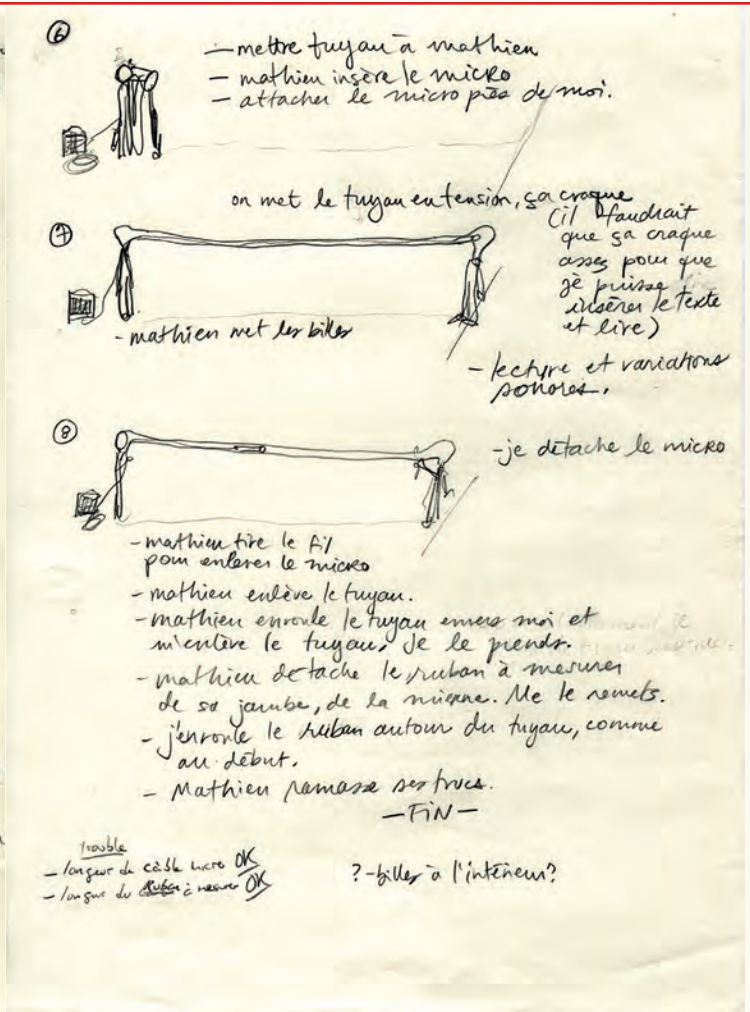 6
– mettre tuyau à mathieu
– mathieu insère le micro
– attacher le micro près de moi.
on met le tuyau en tension, ça craque
(il faudrait
que ça craque
assez pour que
je puisse
insérer le texte
et lire)
7
- mathieu met les billes
- lecture et variations
sonores.
8
-je détache le micro
- mathieu tire le fil
pour enlever le micro
- mathieu enlève le tuyau.
- mathieu enroule le tuyau envers moi et
m'enlève le tuyau. Je le prends.
- mathieu détache le ruban à mesurer
de sa jambe, de la mienne. Me le remets.
- j'enroule le ruban autour du tuyau, comme
au début.
- Mathieu ramasse ses trucs.
—FIN—
trouble
– longeur du câble micro OK
– longeur du ruban à mesurer OK
?-billes à l'intérieur?